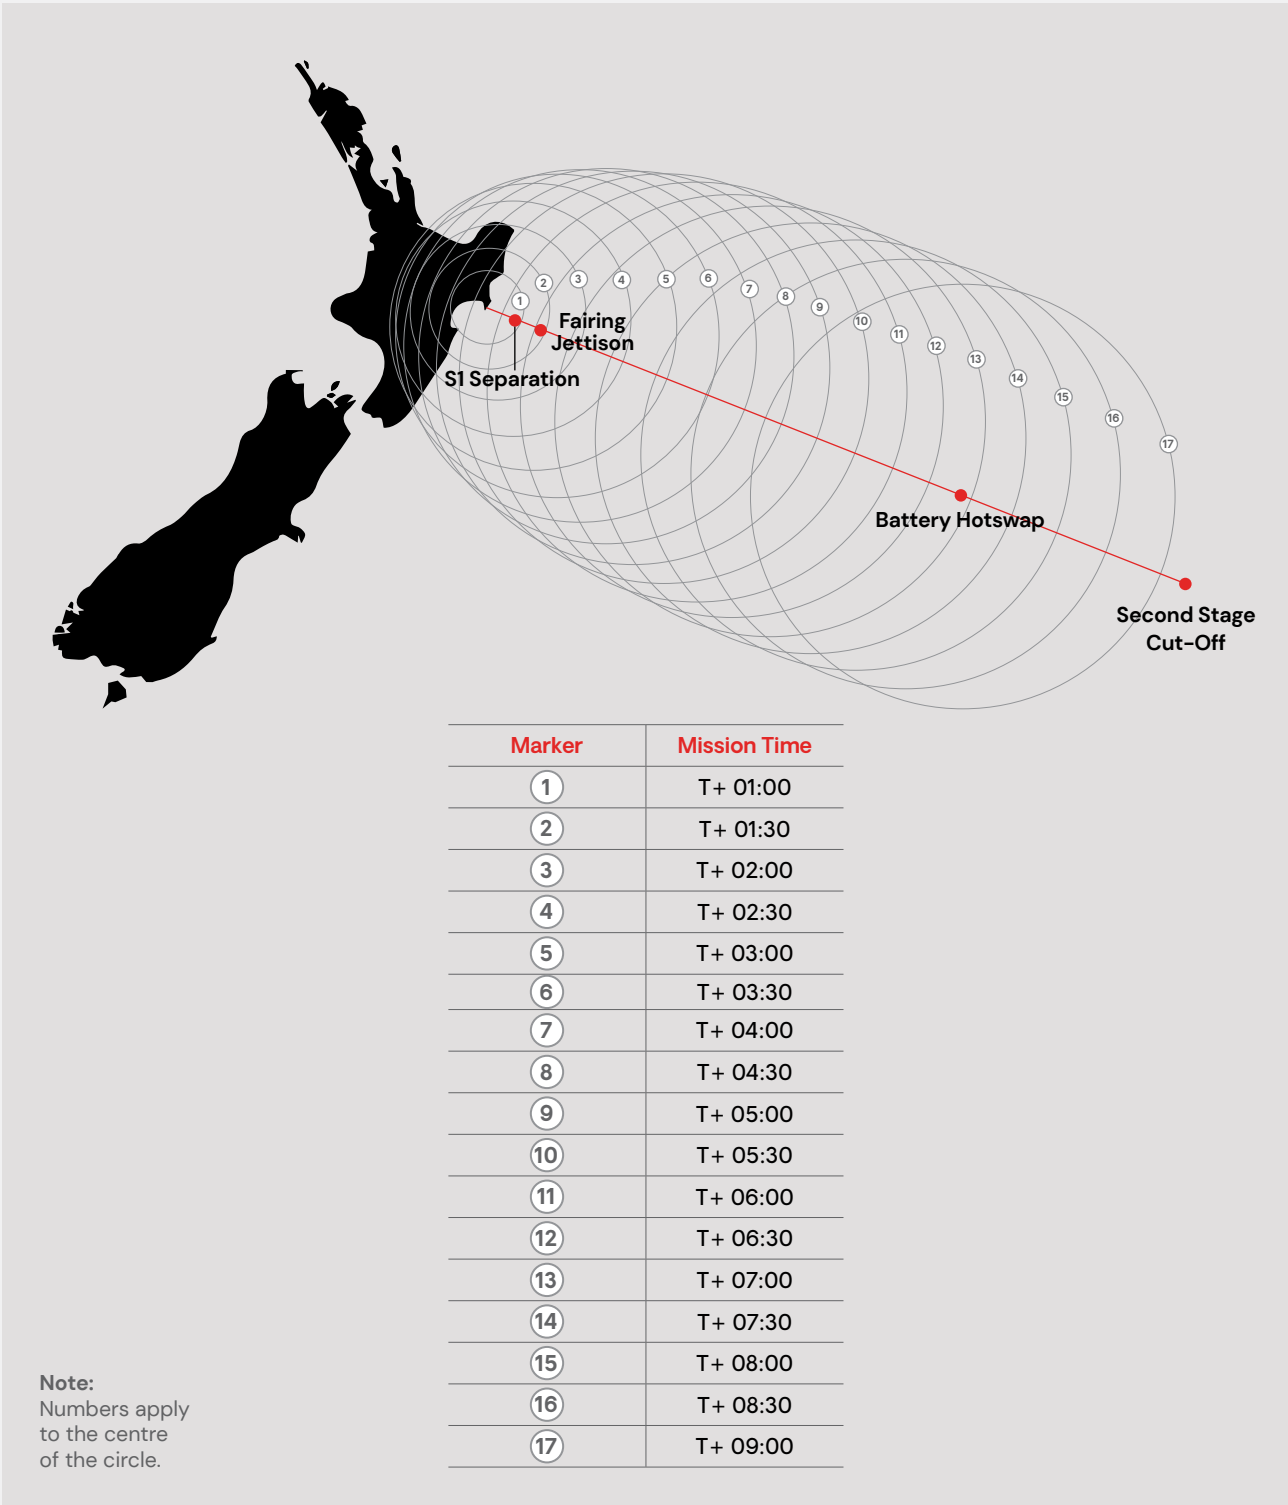 1
2
3
4
5
6
7
8
9
10
11
12
13
14
15
16
17
Fairing
Jettison
S1 Separation
Battery Hotswap
Second Stage
Cut-Off
Marker Mission Time
1 T+ 01:00
2 T+ 01:30
3 T+ 02:00
4 T+ 02:30
5 T+ 03:00
6 T+ 03:30
7 T+ 04:00
8 T+ 04:30
9 T+ 05:00
10 T+ 05:30
11 T+ 06:00
12 T+ 06:30
13 T+ 07:00
14 T+ 07:30
15 T+ 08:00
16 T+ 08:30
17 T+ 09:00
Note:
Numbers apply
to the centre
of the circle.